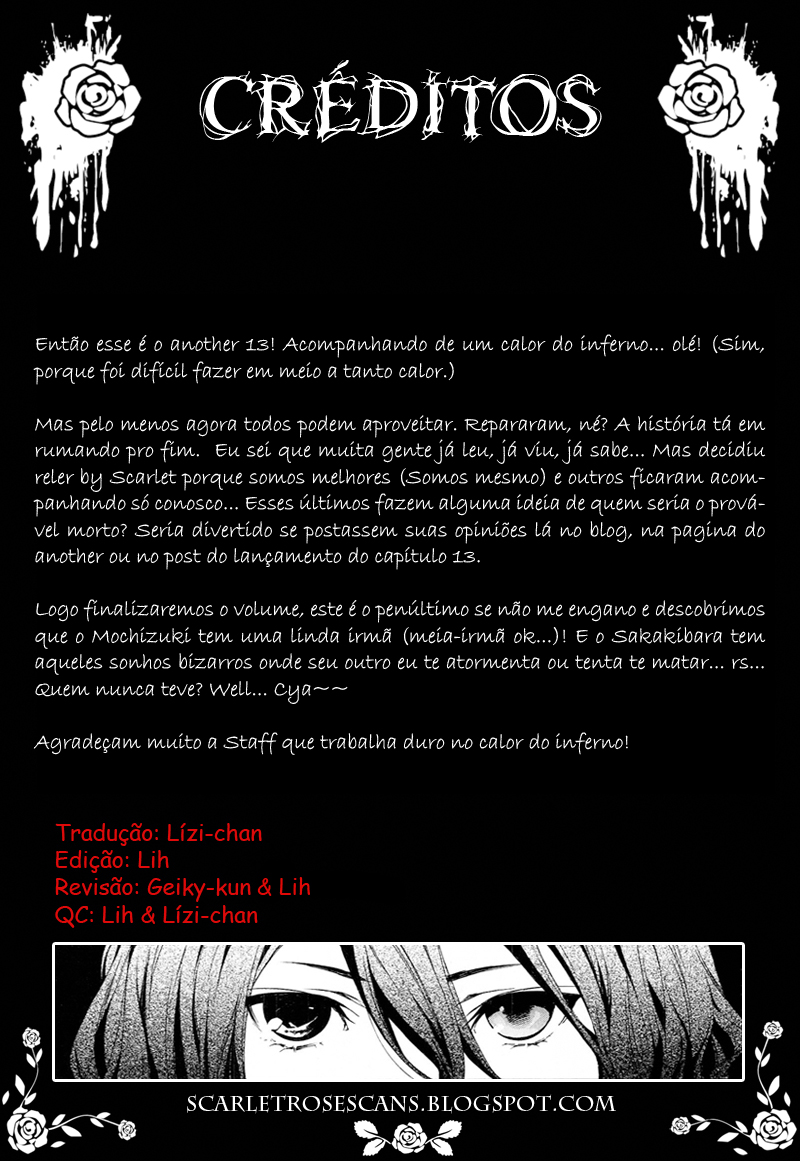 CRÉDITOS
Então esse é o another 13! Acompanhando de um calor do inferno... olé! (Sim,
porque foi difícil fazer em meio a tanto calor.)
Mas pelo menos agora todos podem aproveitar. Repararam, né? A história tá em
rumando pro fim. Eu sei que muita gente já leu, já viu, já sabe... Mas decidiu
reler by Scarlet porque somos melhores (Somos mesmo) e outros ficaram acom-
panhando só conosco... Esses últimos fazem alguma ideia de quem seria o prová-
vel morto? Seria divertido se postassem suas opiniões lá no blog, na pagina do
another ou no post do lançamento do capítulo 13.
Logo finalizaremos o volume, este é o penúltimo se não me engano e descobrimos
que o Mochizuki tem uma linda irmã (meia-irmã ok...)! E o Sakakibara tem
aqueles sonhos bizarros onde seu outro eu te atormenta ou tenta te matar... rs...
Quem nunca teve? Well... Cya~~
Agradeçam muito a Staff que trabalha duro no calor do inferno!
Tradução: Lízi-chan
Edição: Lih
Revisão: Geiky-kun & Lih
QC: Lih & Lízi-chan
SCARLETROSESCANS.BLOGSPOT.COM